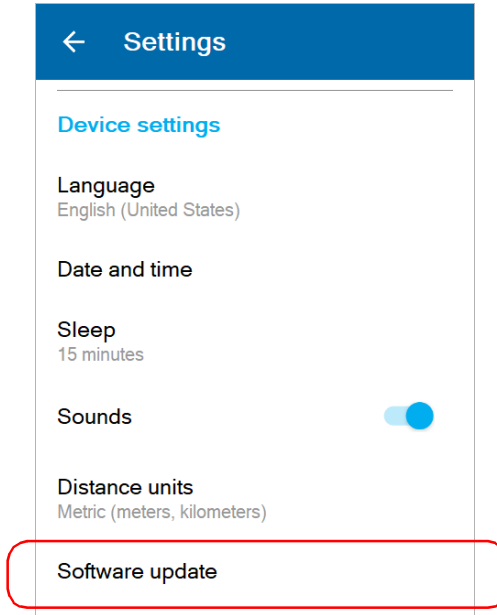 Settings
Device settings
Language
English (United States)
Date and time
Sleep
15 minutes
Sounds
Distance units
Metric (meters, kilometers)
Software update